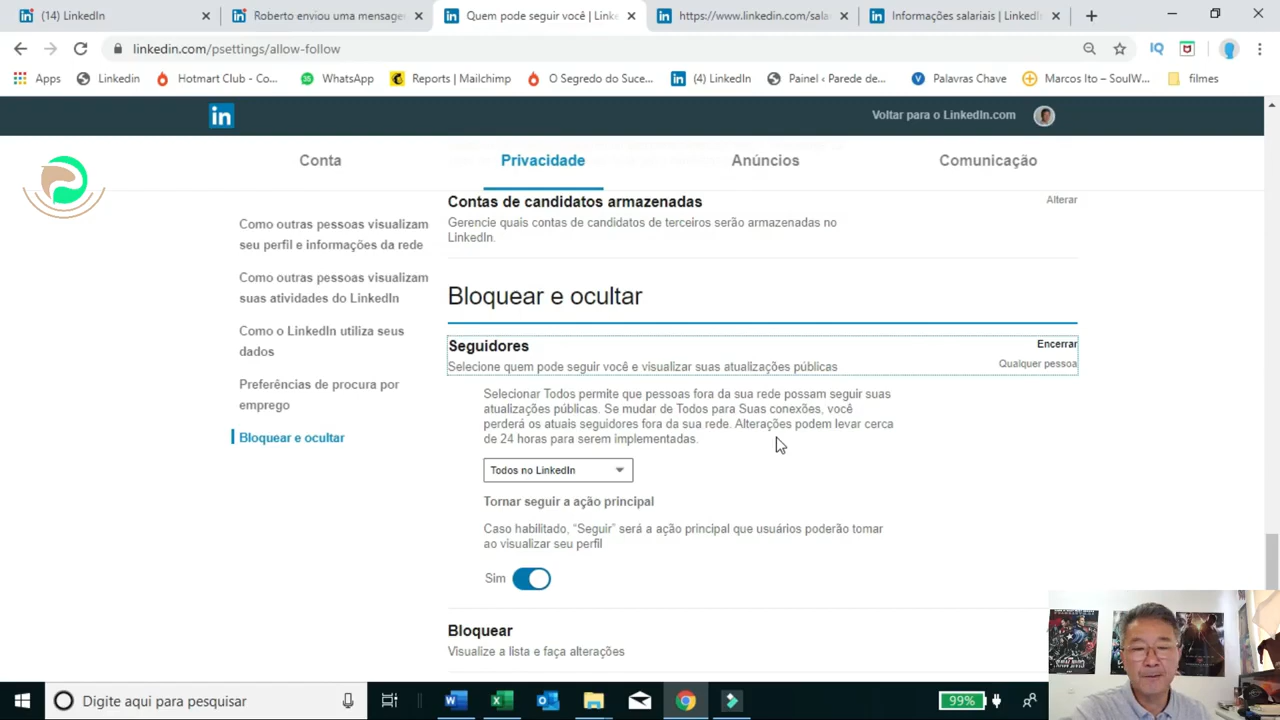 (14) LinkedIn
Roberto enviou uma mensage
Quem pode seguir você | Linke
https://www.linkedin.com/sala
Informações salariais | LinkedIn
linkedin.com/psettings/allow-follow
IQ
Apps
Linkedin
Hotmart Club - Co...
WhatsApp
Reports | Mailchimp
O Segredo do Suce...
(4) LinkedIn
Painel ‹ Parede de...
Palavras Chave
Marcos Ito – SoulW...
filmes
in
Voltar para o LinkedIn.com
Conta
Privacidade
Anúncios
Comunicação
Como outras pessoas visualizam
seu perfil e informações da rede
Como outras pessoas visualizam
suas atividades do LinkedIn
Como o LinkedIn utiliza seus
dados
Preferências de procura por
emprego
Bloquear e ocultar
Contas de candidatos armazenadas
Alterar
Gerencie quais contas de candidatos de terceiros serão armazenadas no
LinkedIn.
Bloquear e ocultar
Seguidores
Encerrar
Selecione quem pode seguir você e visualizar suas atualizações públicas
Qualquer pessoa
Selecionar Todos permite que pessoas fora da sua rede possam seguir suas
atualizações públicas. Se mudar de Todos para Suas conexões, você
perderá os atuais seguidores fora da sua rede. Alterações podem levar cerca
de 24 horas para serem implementadas.
Todos no LinkedIn
Tornar seguir a ação principal
Caso habilitado, “Seguir” será a ação principal que usuários poderão tomar
ao visualizar seu perfil
Sim
Bloquear
Visualize a lista e faça alterações
Digite aqui para pesquisar
99%